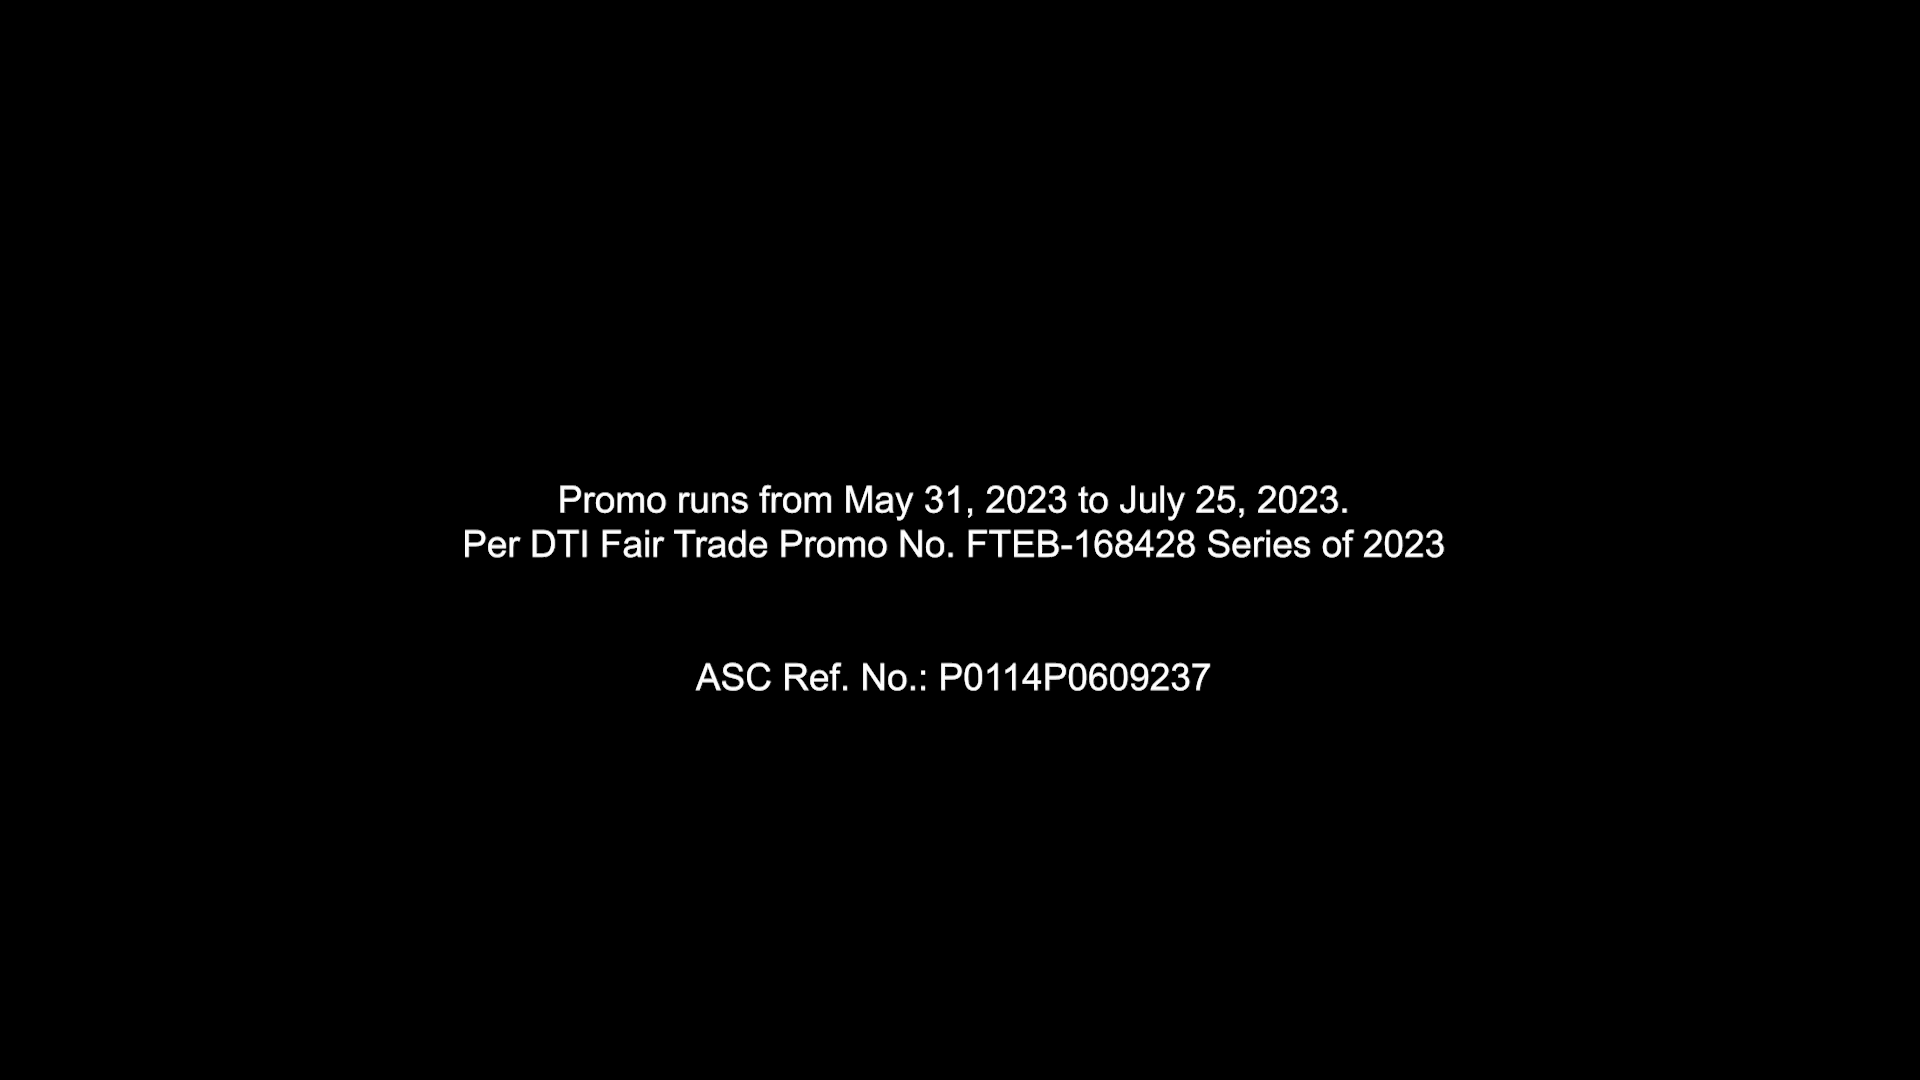 Promo runs from May 31, 2023 to July 25, 2023.
Per DTI Fair Trade Promo No. FTEB-168428 Series of 2023
ASC Ref. No.: P0114P0609237